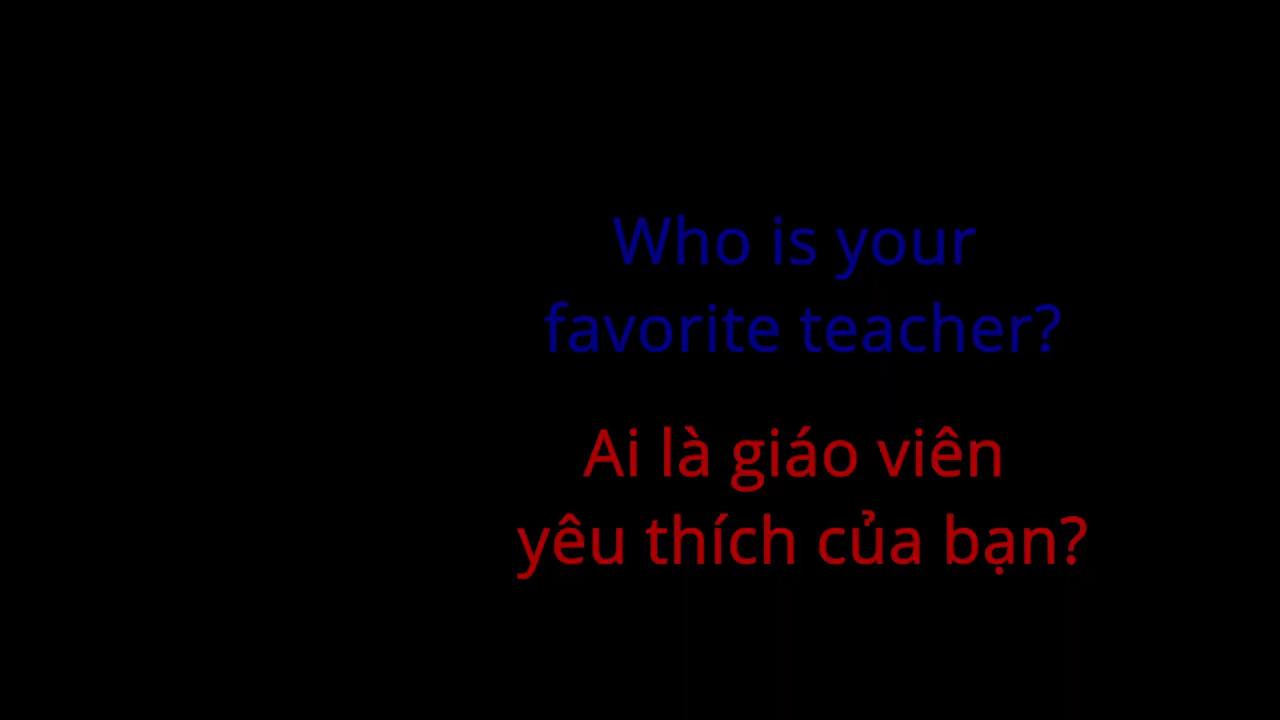 Who is your
favorite teacher?
Ai là giáo viên
yêu thích của bạn?